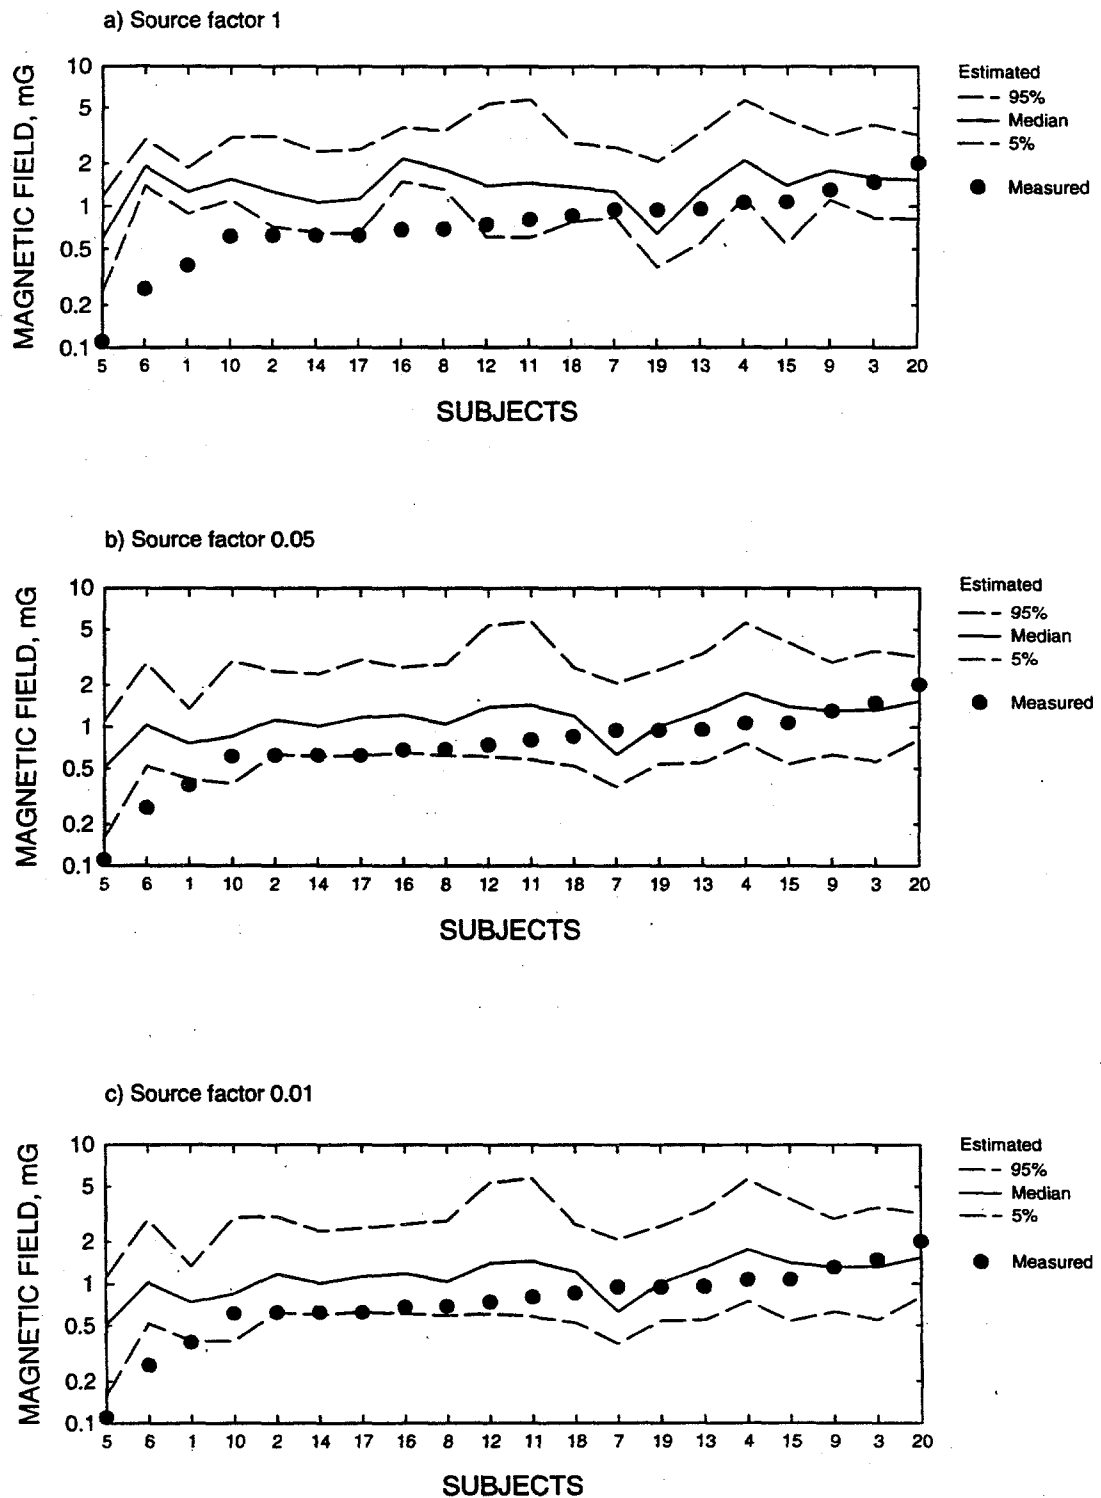 a) Source factor 1
MAGNETIC FIELD, mG
10
5
2
1
0.5
0.2
0.1
5 6 1 10 2 14 17 16 8 12 11 18 7 19 13 4 15 9 3 20
SUBJECTS
Estimated
95%
Median
5%
Measured
b) Source factor 0.05
MAGNETIC FIELD, mG
10
5
2
1
0.5
0.2
0.1
5 6 1 10 2 14 17 16 8 12 11 18 7 19 13 4 15 9 3 20
SUBJECTS
Estimated
95%
Median
5%
Measured
c) Source factor 0.01
MAGNETIC FIELD, mG
10
5
2
1
0.5
0.2
0.1
5 6 1 10 2 14 17 16 8 12 11 18 7 19 13 4 15 9 3 20
SUBJECTS
Estimated
95%
Median
5%
Measured